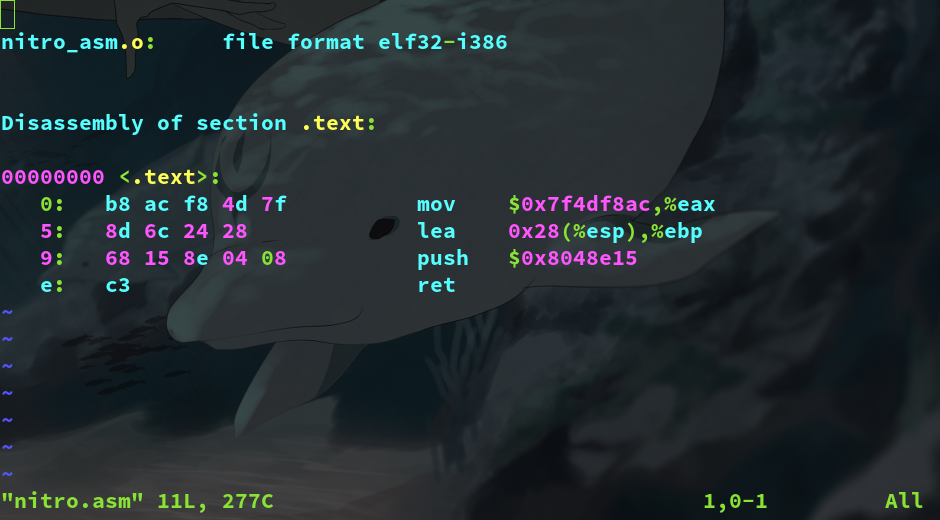 nitro_asm.o:     file format elf32-i386
Disassembly of section .text:
00000000 <.text>:
   0:   b8 ac f8 4d 7f          mov    $0x7f4df8ac,%eax
   5:   8d 6c 24 28             lea    0x28(%esp),%ebp
   9:   68 15 8e 04 08          push   $0x8048e15
   e:   c3                      ret
~
~
~
~
~
~
~
"nitro.asm" 11L, 277C                                 1,0-1         All